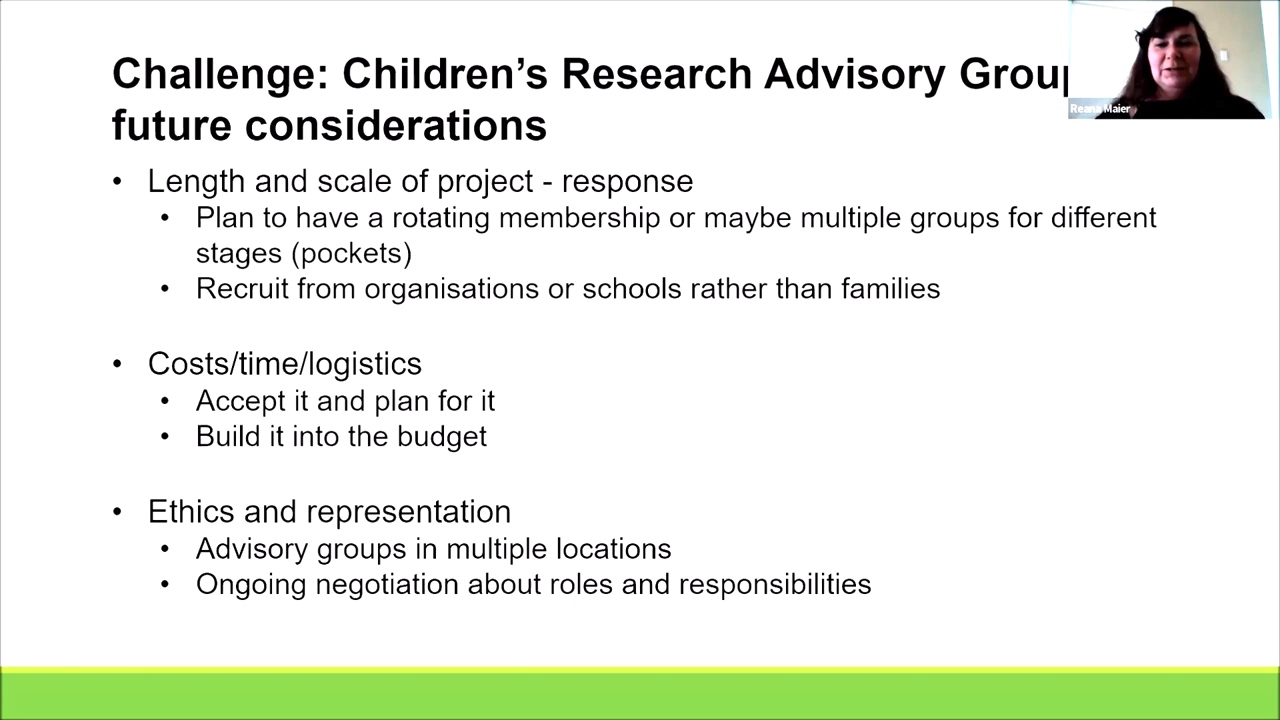 Challenge: Children's Research Advisory Group
future considerations
Reana Maier
• Length and scale of project - response
• Plan to have a rotating membership or maybe multiple groups for different
stages (pockets)
• Recruit from organisations or schools rather than families
• Costs/time/logistics
• Accept it and plan for it
• Build it into the budget
• Ethics and representation
• Advisory groups in multiple locations
• Ongoing negotiation about roles and responsibilities